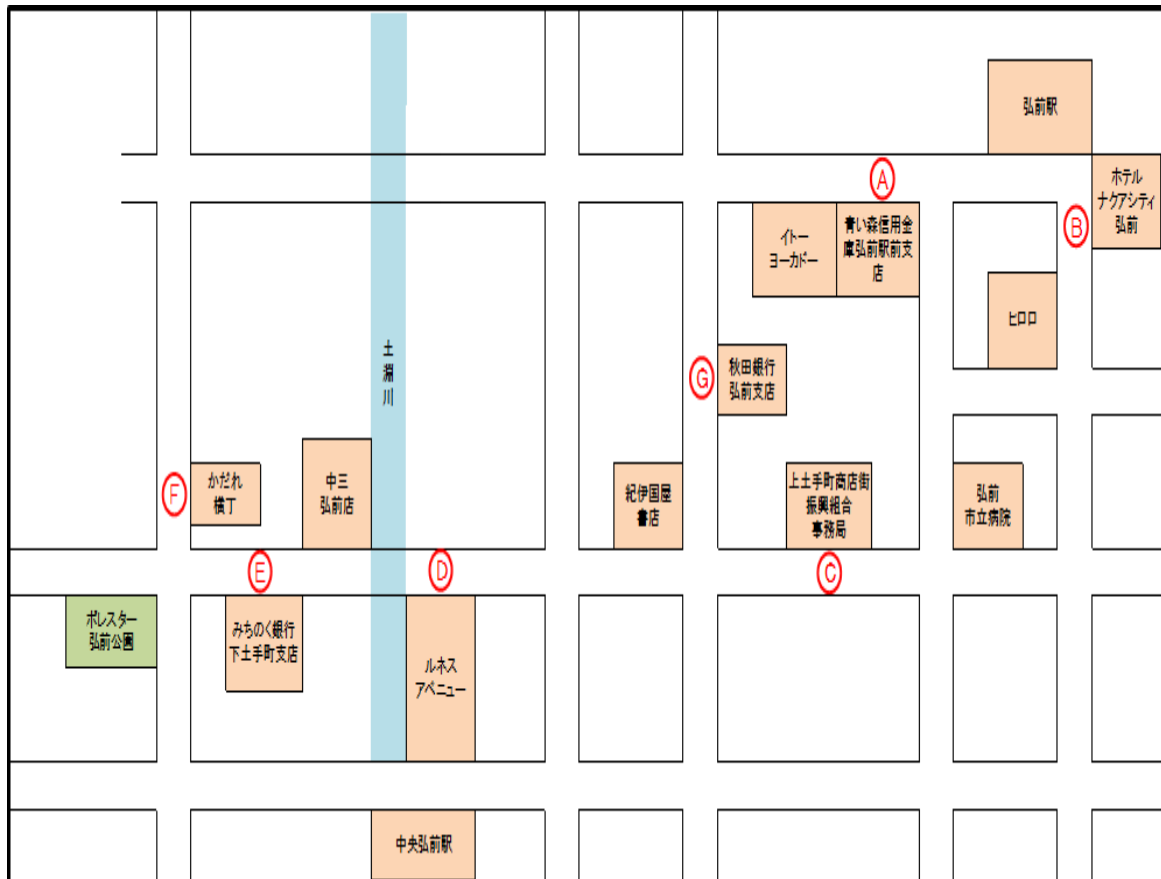 弘前駅
Ⓐ
ホテル
ナクアシティ
弘前
Ⓑ
イトー
ヨーカドー
青い森信用金
庫弘前駅前支
店
ヒロロ
土
淵
川
Ⓖ
秋田銀行
弘前支店
Ⓕ
かだれ
横丁
中三
弘前店
紀伊国屋
書店
上土手町商店街
振興組合
事務局
弘前
市立病院
Ⓔ
Ⓓ
Ⓒ
ポレスター
弘前公園
みちのく銀行
下土手町支店
ルネス
アベニュー
中央弘前駅